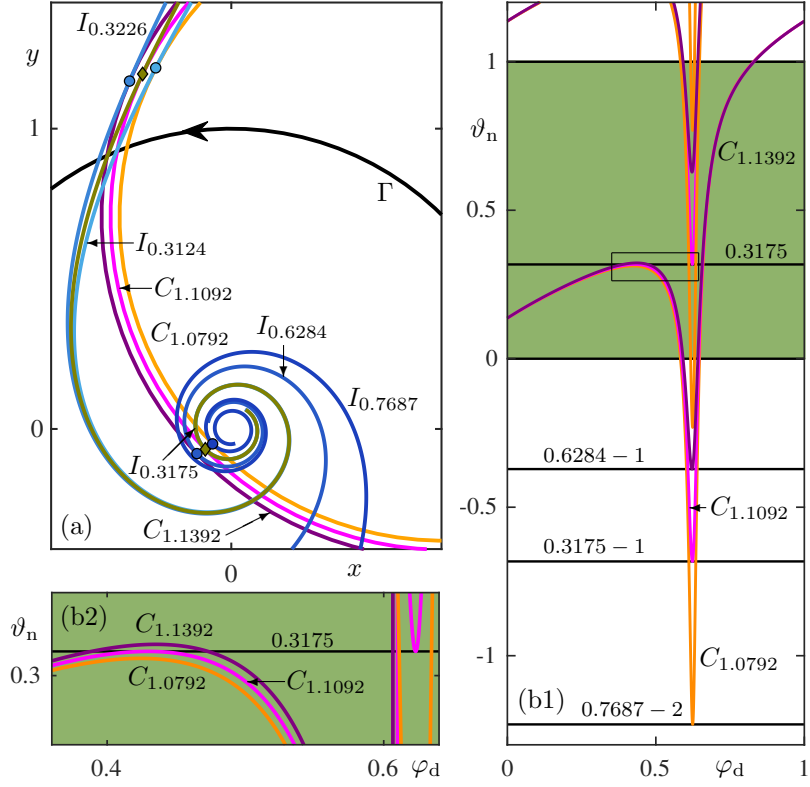 I₀.₃₂₂₆
y
1
Γ
I₀.₃₁₂₄
C₁.₁₀₉₂
C₁.₀₇₉₂
I₀.₆₂₈₄
I₀.₇₆₈₇
0
I₀.₃₁₇₅
C₁.₁₃₉₂
(a)
0
x
ϑₙ
(b2)
C₁.₁₃₉₂
0.3175
0.3
C₁.₀₇₉₂
C₁.₁₀₉₂
0.4
0.6
φ_d
1
ϑₙ
C₁.₁₃₉₂
0.5
0.3175
0
0.6284 − 1
-0.5
C₁.₁₀₉₂
0.3175 − 1
-1
C₁.₀₇₉₂
0.7687 − 2
(b1)
0
0.5
φ_d
1